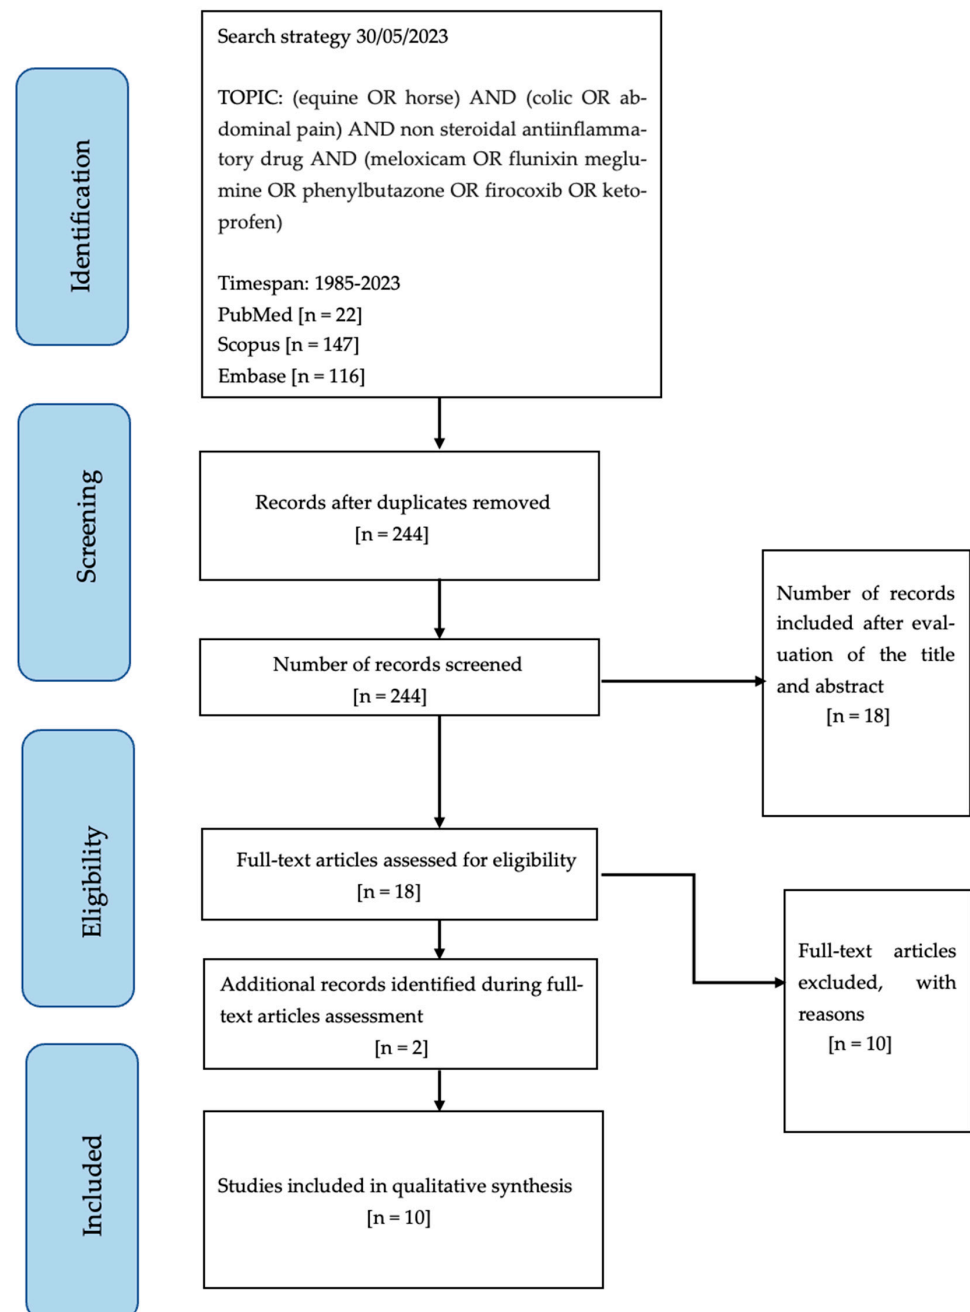 Identification
Search strategy 30/05/2023
TOPIC: (equine OR horse) AND (colic OR ab-
dominal pain) AND non steroidal antiinflamma-
tory drug AND (meloxicam OR flunixin meglu-
mine OR phenylbutazone OR firocoxib OR keto-
profen)
Timespan: 1985-2023
PubMed [n = 22]
Scopus [n = 147]
Embase [n = 116]
Screening
Records after duplicates removed
[n = 244]
Number of records screened
[n = 244]
Number of records
included after eval-
uation of the title
and abstract
[n = 18]
Eligibility
Full-text articles assessed for eligibility
[n = 18]
Full-text articles
excluded, with
reasons
[n = 10]
Additional records identified during full-
text articles assessment
[n = 2]
Included
Studies included in qualitative synthesis
[n = 10]